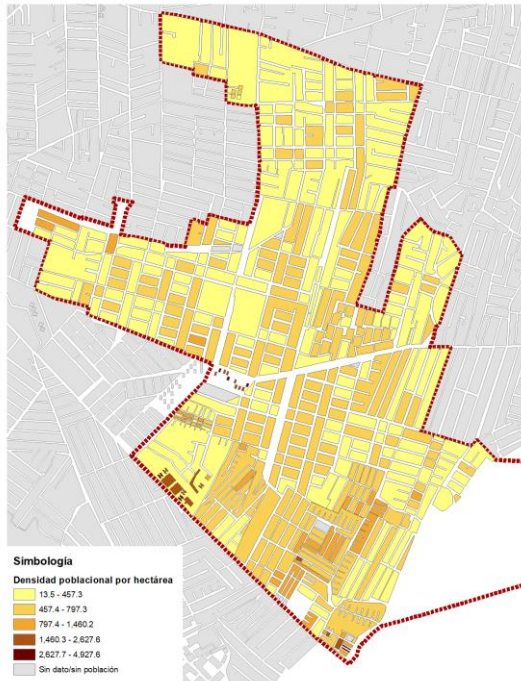 Simbología
Densidad poblacional por hectárea
13.5 - 457.3
457.4 - 797.3
797.4 - 1,460.2
1,460.3 - 2,627.6
2,627.7 - 4,927.6
Sin dato/sin población